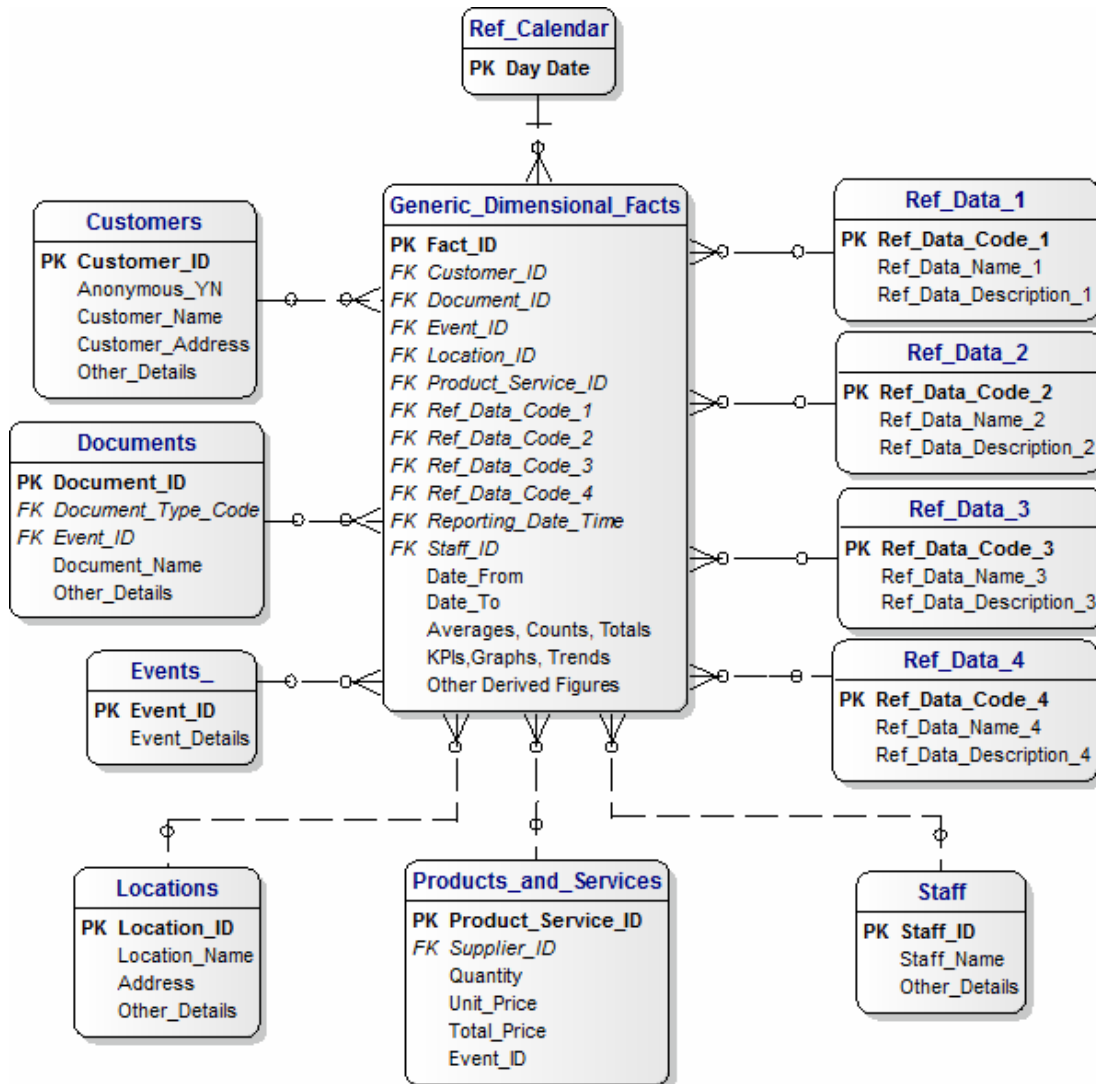 Ref_Calendar
PK Day Date
Customers
PK Customer_ID
Anonymous_YN
Customer_Name
Customer_Address
Other_Details
Documents
PK Document_ID
FK Document_Type_Code
FK Event_ID
Document_Name
Other_Details
Events_
PK Event_ID
Event_Details
Generic_Dimensional_Facts
PK Fact_ID
FK Customer_ID
FK Document_ID
FK Event_ID
FK Location_ID
FK Product_Service_ID
FK Ref_Data_Code_1
FK Ref_Data_Code_2
FK Ref_Data_Code_3
FK Ref_Data_Code_4
FK Reporting_Date_Time
FK Staff_ID
Date_From
Date_To
Averages, Counts, Totals
KPIs,Graphs, Trends
Other Derived Figures
Ref_Data_1
PK Ref_Data_Code_1
Ref_Data_Name_1
Ref_Data_Description_1
Ref_Data_2
PK Ref_Data_Code_2
Ref_Data_Name_2
Ref_Data_Description_2
Ref_Data_3
PK Ref_Data_Code_3
Ref_Data_Name_3
Ref_Data_Description_3
Ref_Data_4
PK Ref_Data_Code_4
Ref_Data_Name_4
Ref_Data_Description_4
Locations
PK Location_ID
Location_Name
Address
Other_Details
Products_and_Services
PK Product_Service_ID
FK Supplier_ID
Quantity
Unit_Price
Total_Price
Event_ID
Staff
PK Staff_ID
Staff_Name
Other_Details